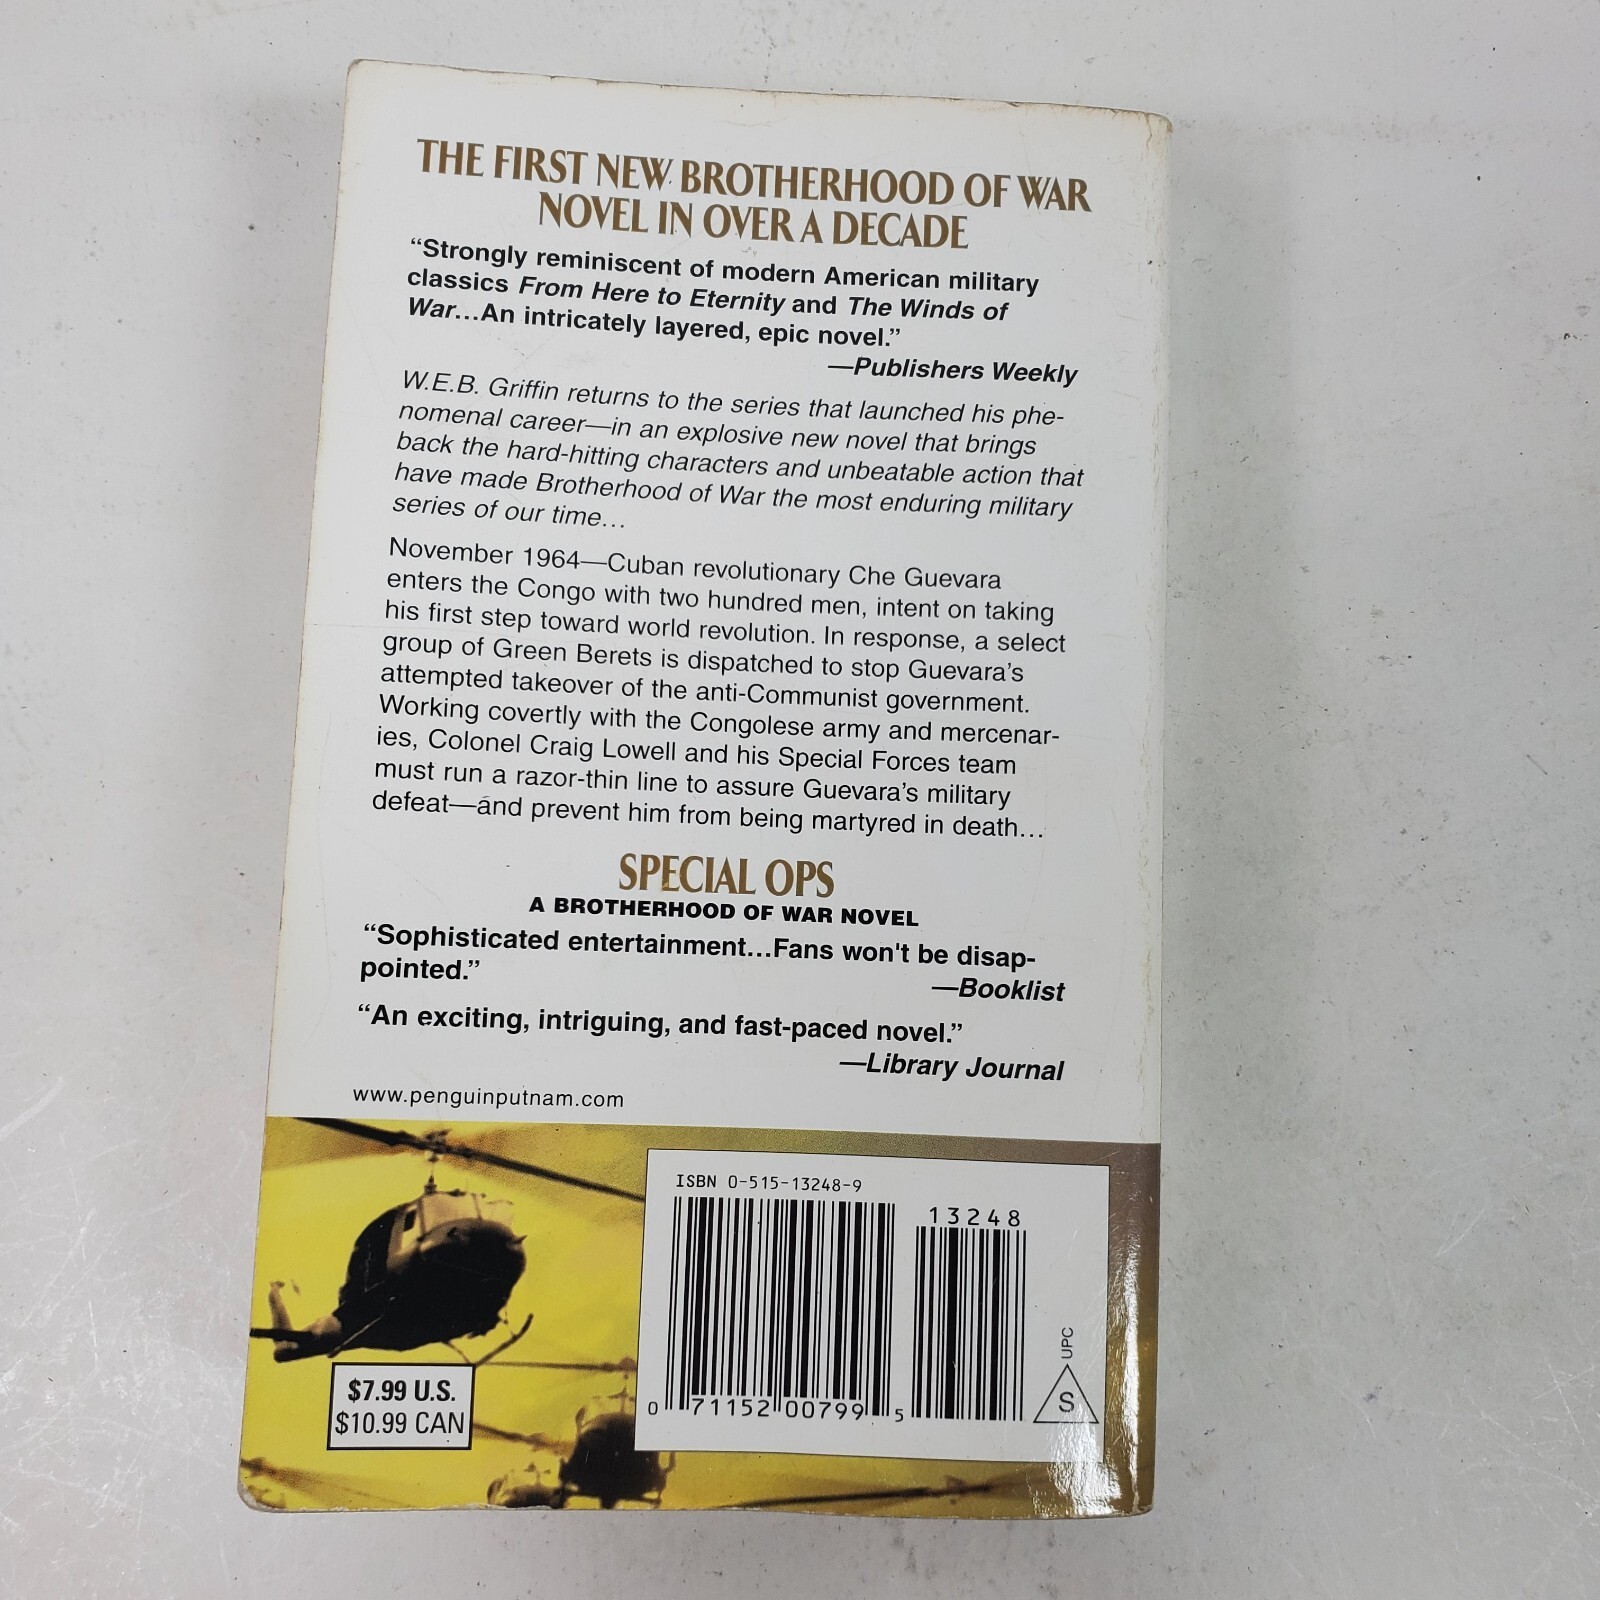 THE FIRST NEW BROTHERHOOD OF WAR
NOVEL IN OVER A DECADE
“Strongly reminiscent of modern American military
classics From Here to Eternity and The Winds of
War...An intricately layered, epic novel.”
—Publishers Weekly
W.E.B. Griffin returns to the series that launched his phe-
nomenal career—in an explosive new novel that brings
back the hard-hitting characters and unbeatable action that
have made Brotherhood of War the most enduring military
series of our time...
November 1964—Cuban revolutionary Che Guevara
enters the Congo with two hundred men, intent on taking
his first step toward world revolution. In response, a select
group of Green Berets is dispatched to stop Guevara’s
attempted takeover of the anti-Communist government.
Working covertly with the Congolese army and mercenar-
ies, Colonel Craig Lowell and his Special Forces team
must run a razor-thin line to assure Guevara’s military
defeat—and prevent him from being martyred in death...
SPECIAL OPS
A BROTHERHOOD OF WAR NOVEL
“Sophisticated entertainment...Fans won't be disap-
pointed.” —Booklist
“An exciting, intriguing, and fast-paced novel.”
—Library Journal
www.penguinputnam.com
ISBN 0-515-13248-9
13248
0 71152 00799 5
UPC
S
$7.99 U.S.
$10.99 CAN